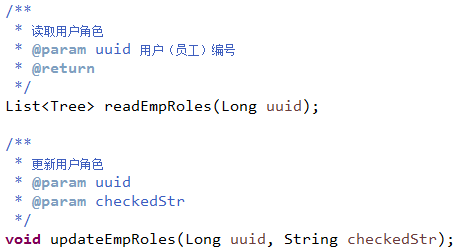 /**
 * 读取用户角色
 * @param uuid 用户（员工）编号
 * @return
 */
List<Tree> readEmpRoles(Long uuid);

/**
 * 更新用户角色
 * @param uuid
 * @param checkedStr
 */
void updateEmpRoles(Long uuid, String checkedStr);